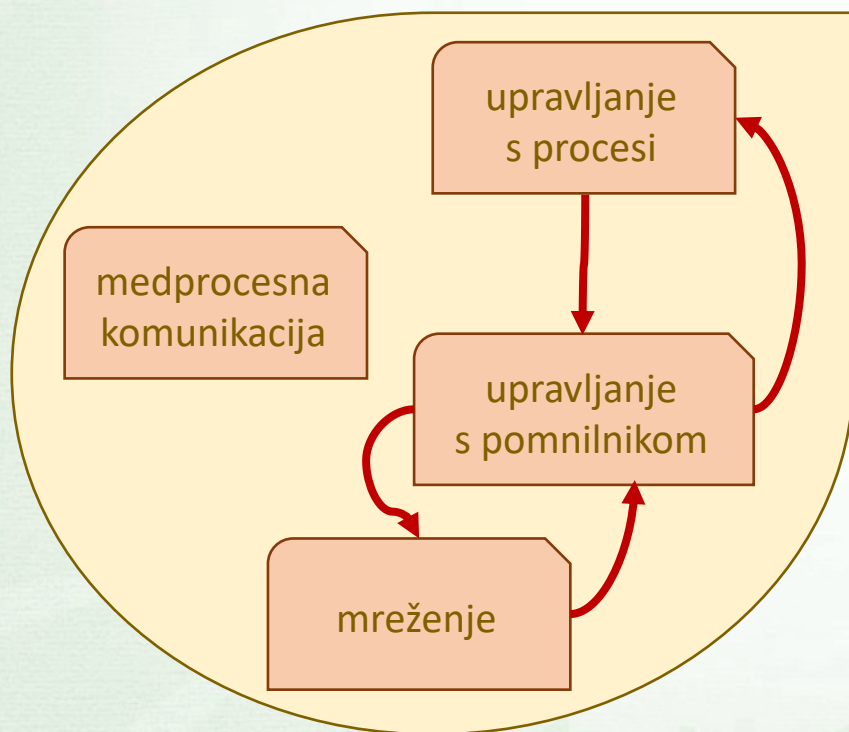 upravljanje
s procesi
medprocesna
komunikacija
upravljanje
s pomnilnikom
mreženje